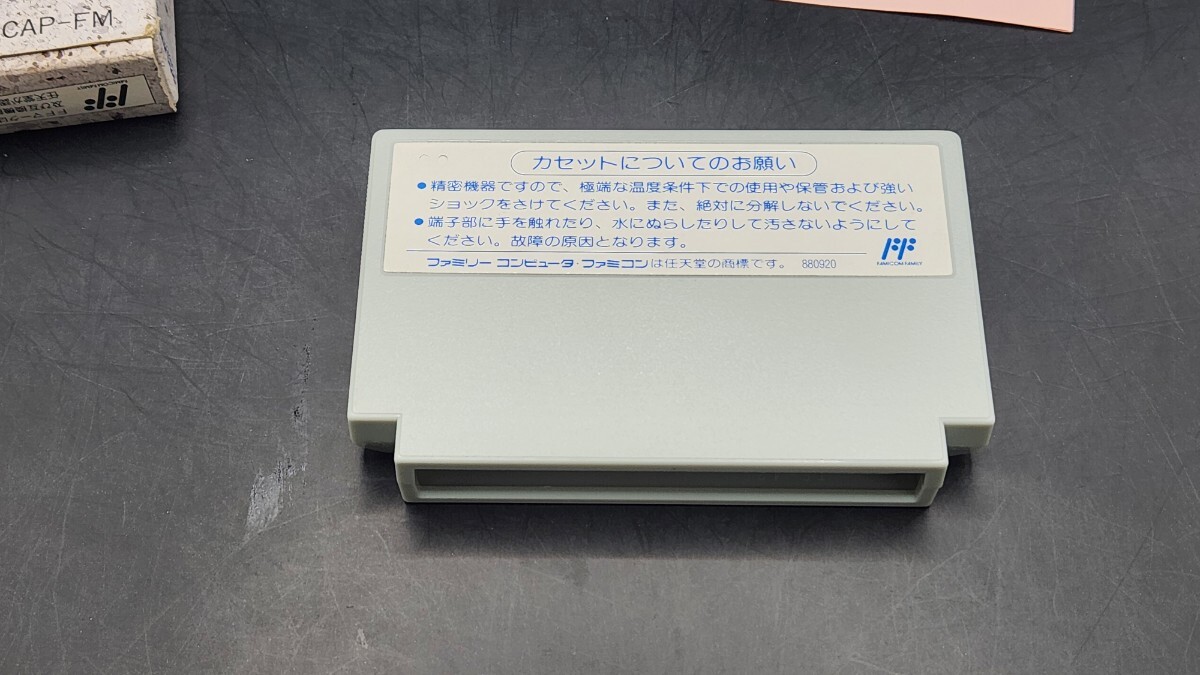 CAP-FM
FAMICOM FAMILY
カセットについてのお願い
●精密機器ですので、極端な温度条件下での使用や保管および強い
ショックをさけてください。また、絶対に分解しないでください。
●端子部に手を触れたり、水にぬらしたりして汚さないようにして
ください。故障の原因となります。
ファミリー コンピュータ・ファミコンは任天堂の商標です。 880920
FAMICOM FAMILY